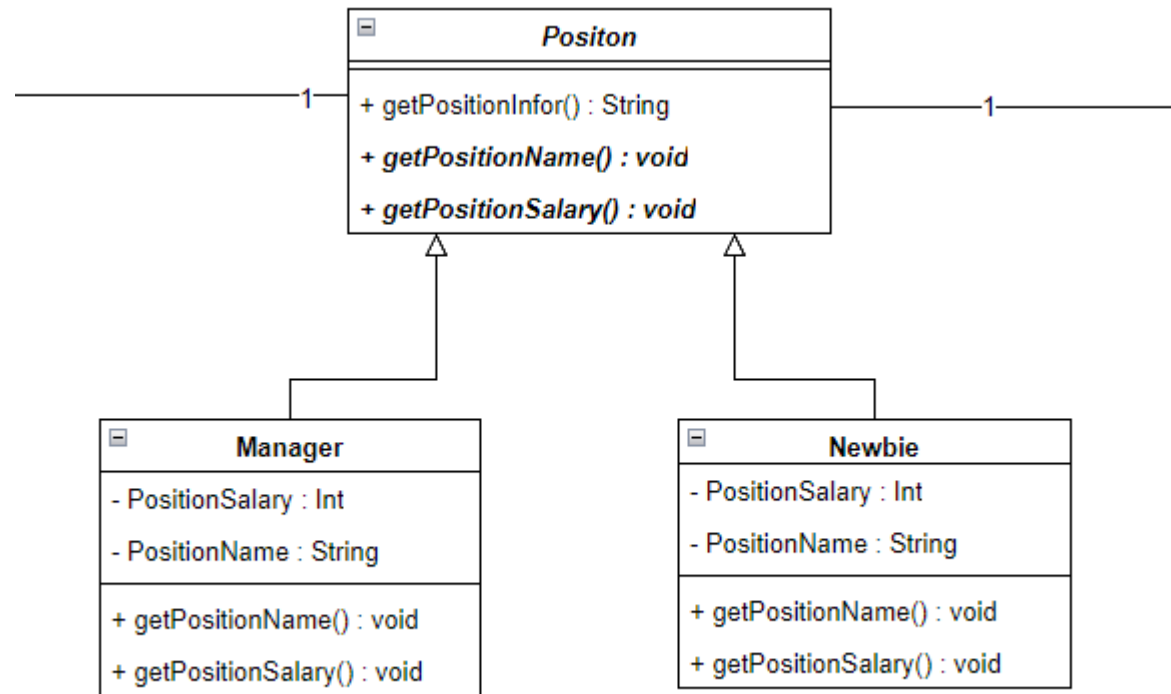 Positon
1
+ getPositionInfor() : String
1
+ getPositionName() : void
+ getPositionSalary() : void
Manager
- PositionSalary : Int
- PositionName : String
+ getPositionName() : void
+ getPositionSalary() : void
Newbie
- PositionSalary : Int
- PositionName : String
+ getPositionName() : void
+ getPositionSalary() : void